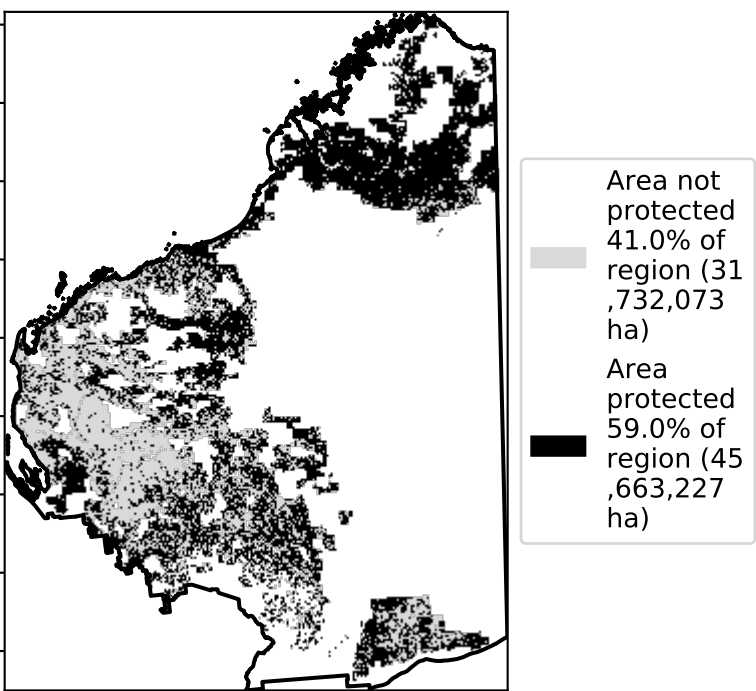 Area not
protected
41.0% of
region (31
,732,073
ha)
Area
protected
59.0% of
region (45
,663,227
ha)